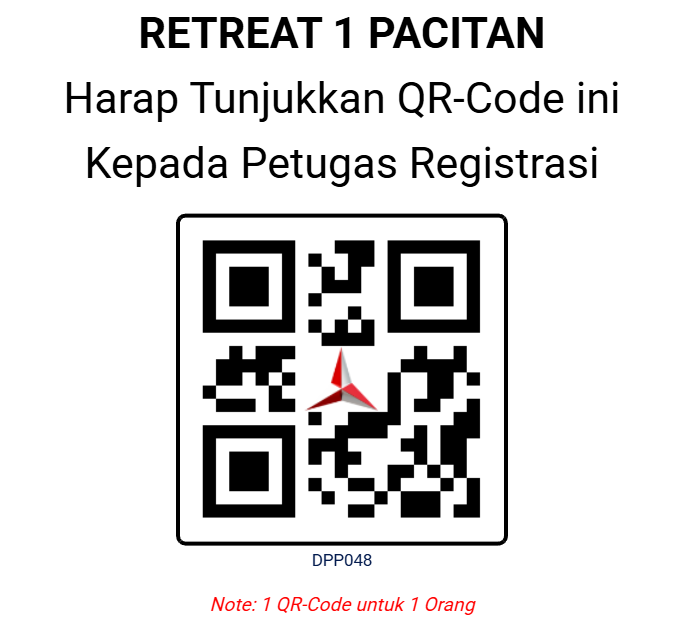 RETREAT 1 PACITAN
Harap Tunjukkan QR-Code ini
Kepada Petugas Registrasi
DPP048
Note: 1 QR-Code untuk 1 Orang